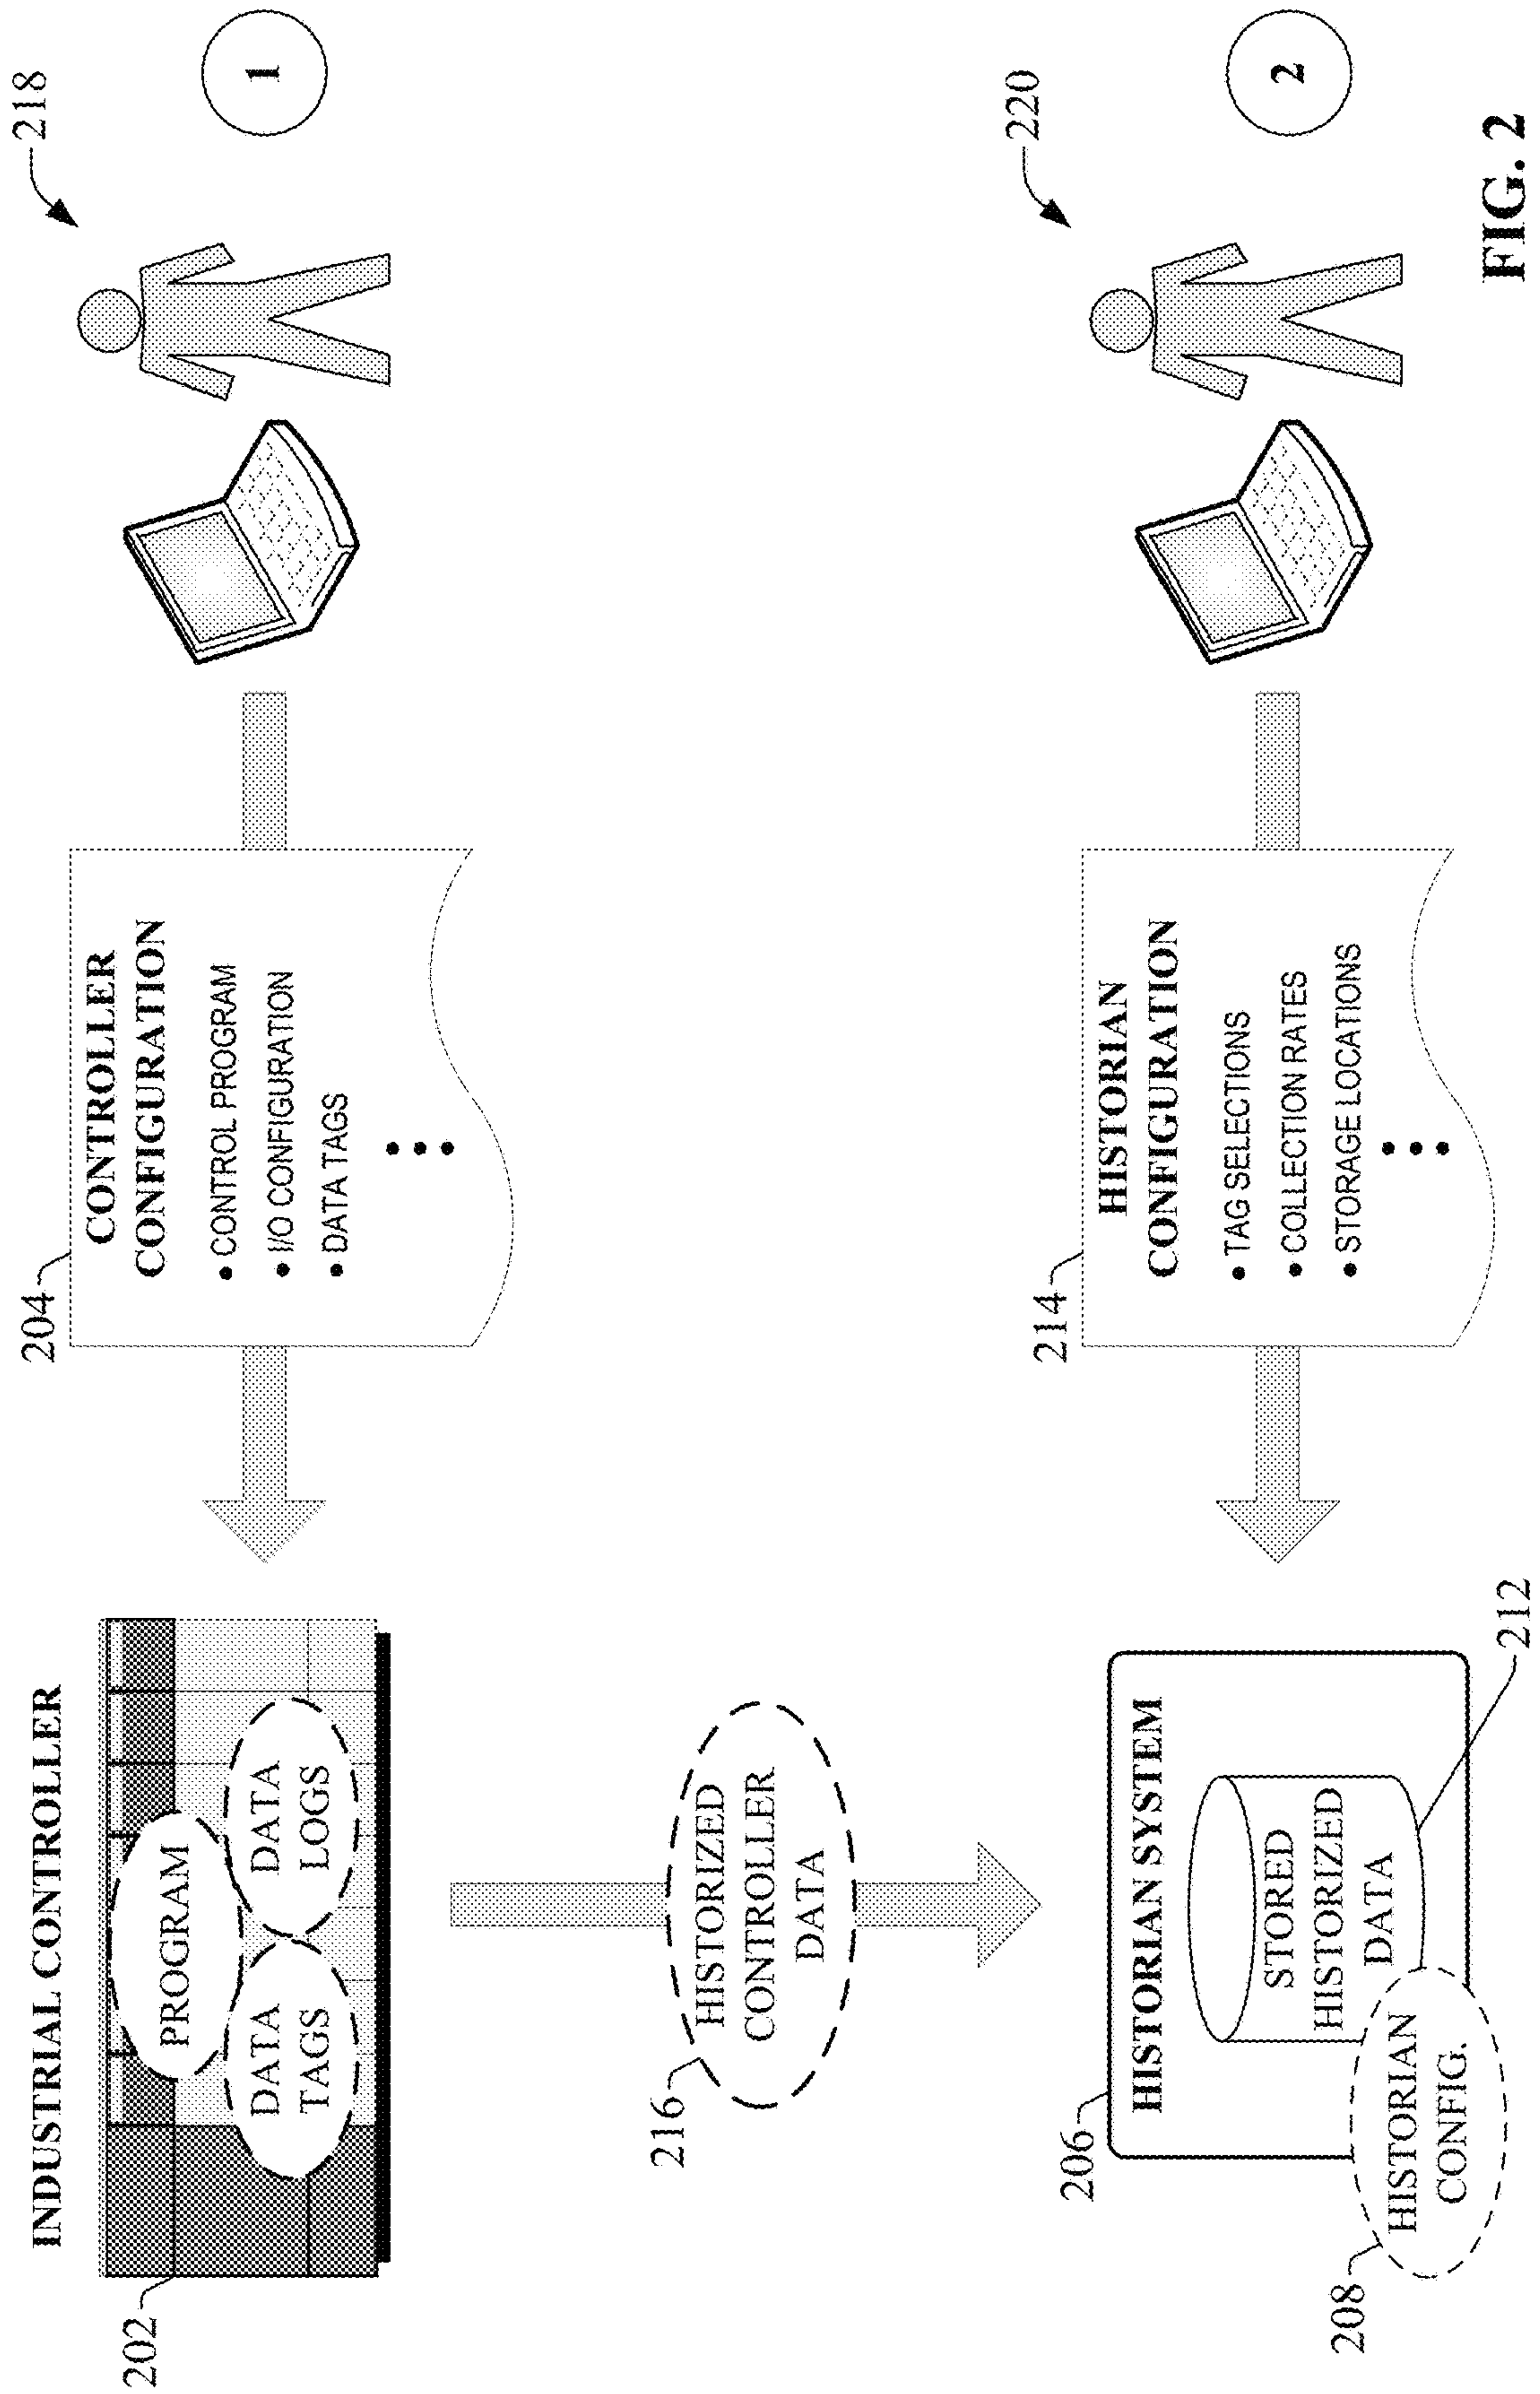 INDUSTRIAL CONTROLLER
202
PROGRAM
DATA
TAGS
DATA
LOGS
204
CONTROLLER
CONFIGURATION
• CONTROL PROGRAM
• I/O CONFIGURATION
• DATA TAGS
218
1
216
HISTORIZED
CONTROLLER
DATA
206
HISTORIAN SYSTEM
STORED
HISTORIZED
DATA
212
208
HISTORIAN
CONFIG.
214
HISTORIAN
CONFIGURATION
• TAG SELECTIONS
• COLLECTION RATES
• STORAGE LOCATIONS
220
2
FIG. 2